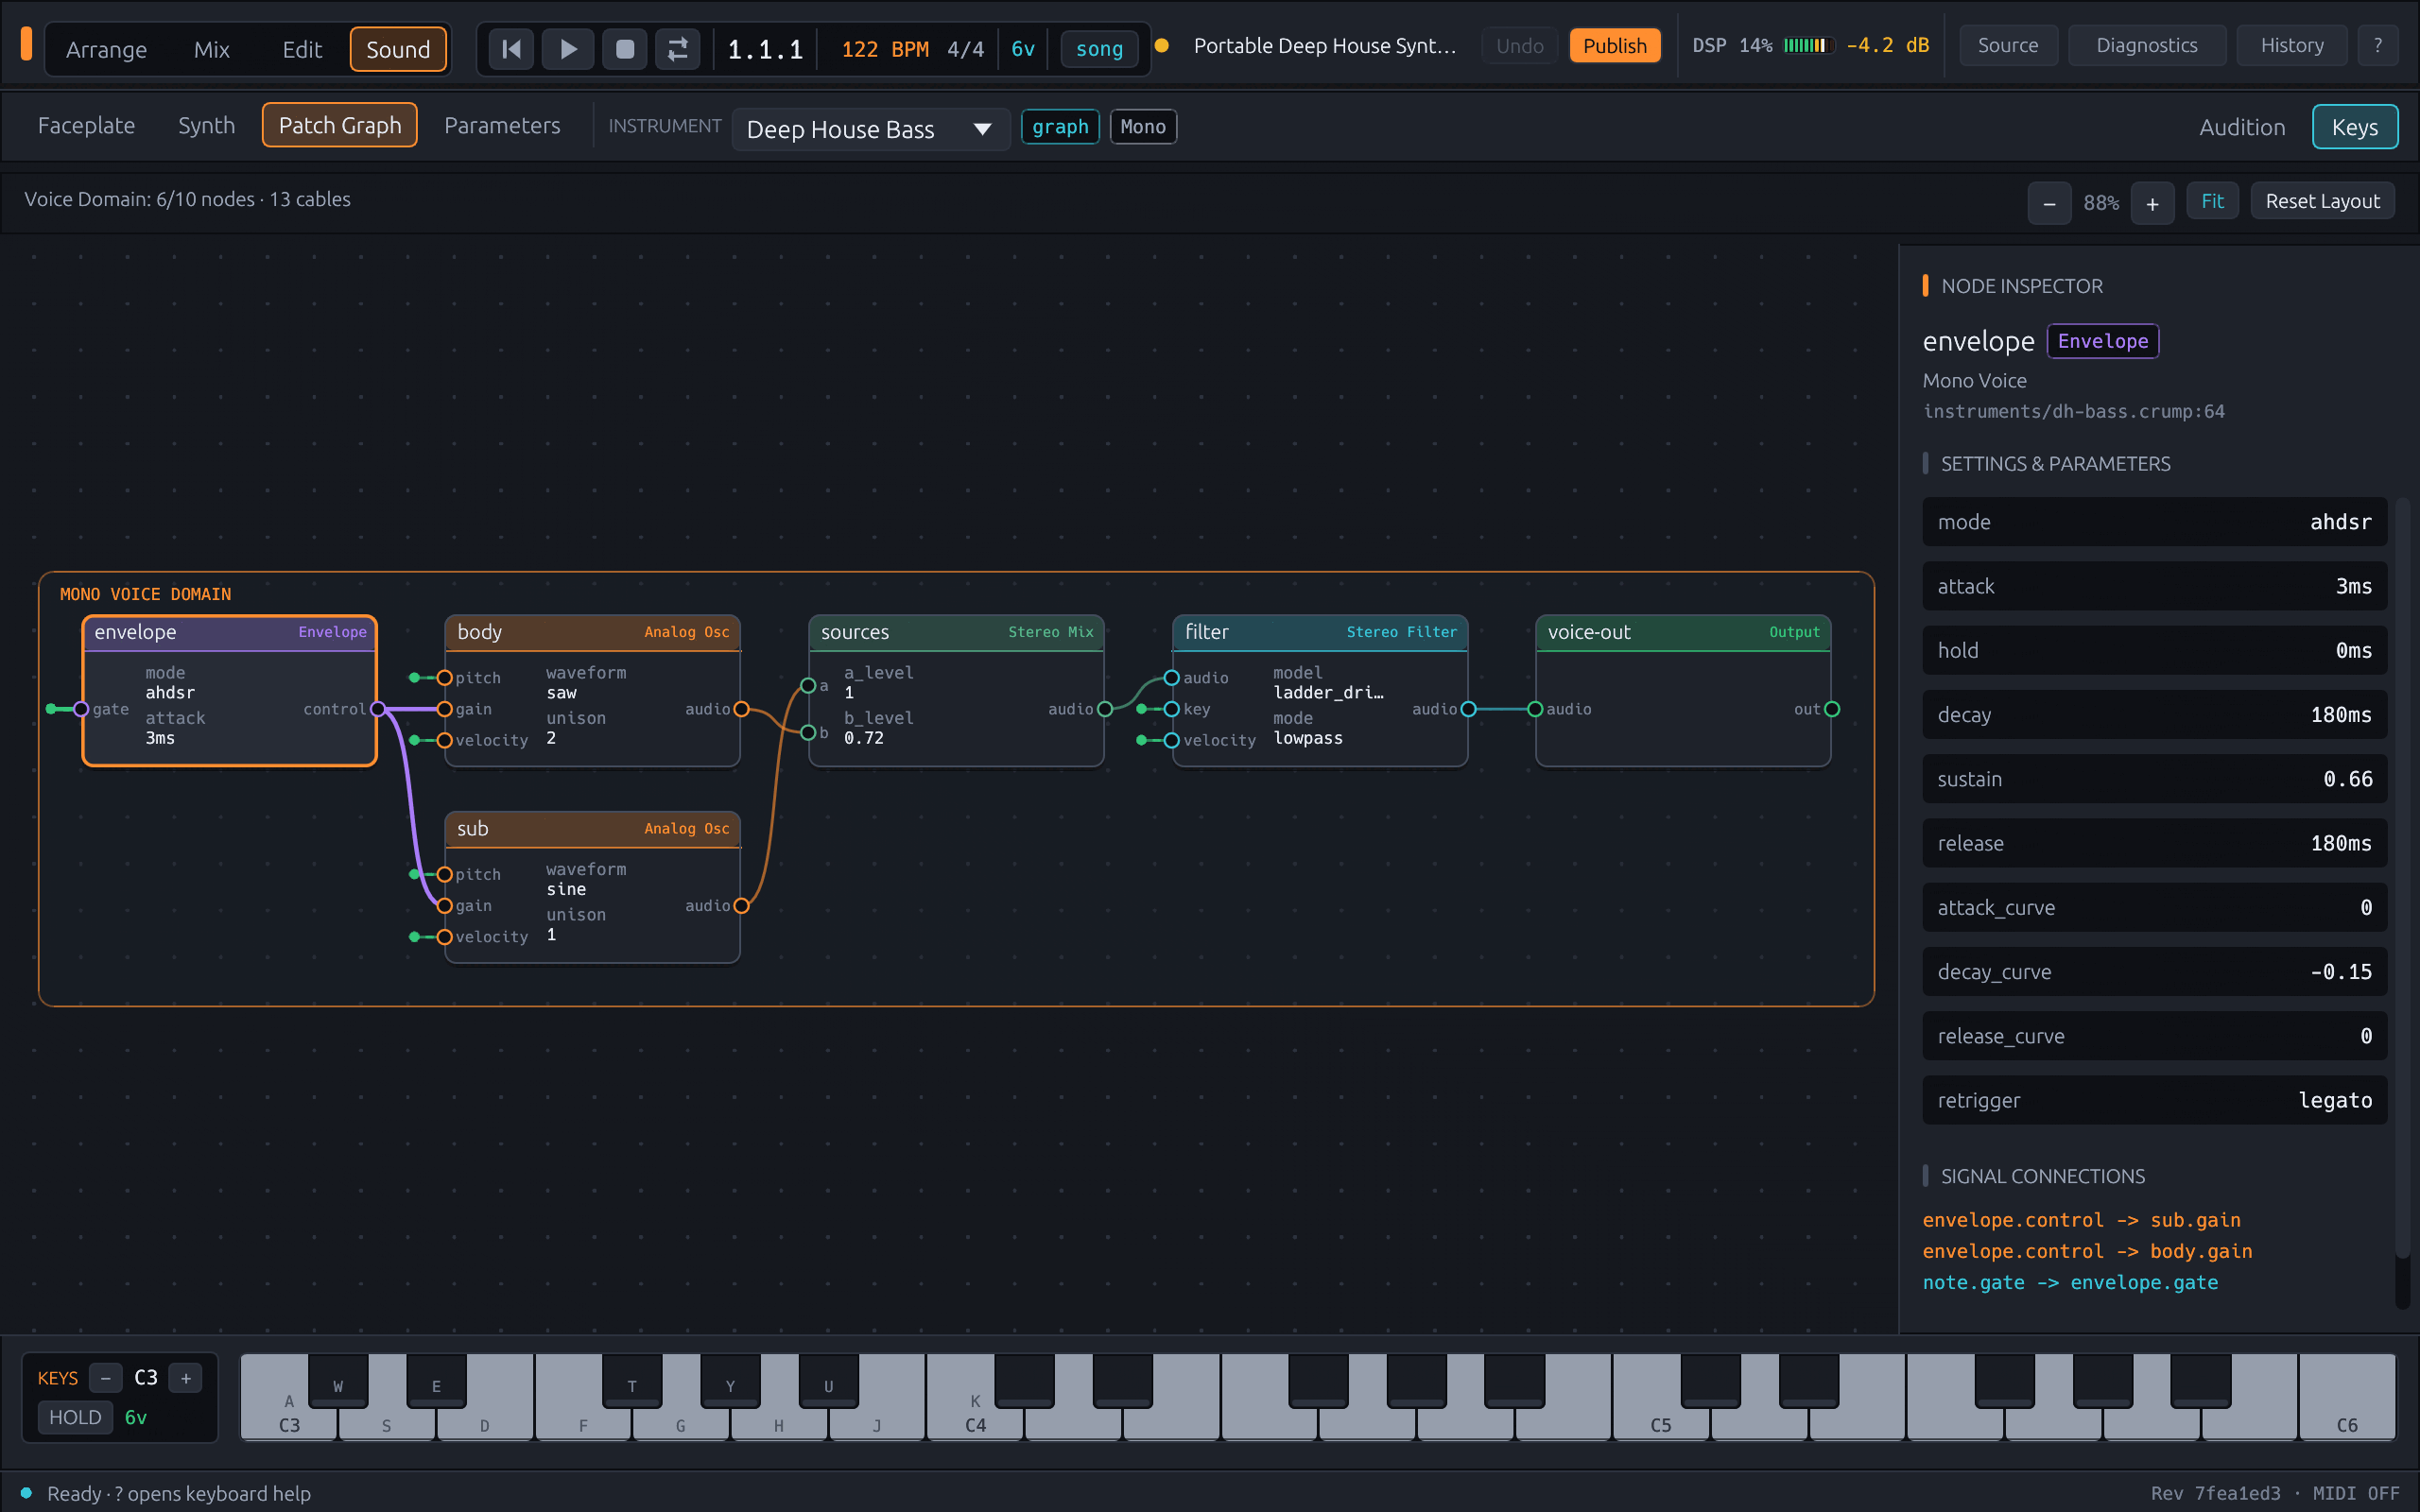 Arrange Mix Edit Sound 1.1.1 122 BPM 4/4 6v song Portable Deep House Synt... Undo Publish DSP 14% -4.2 dB Source Diagnostics History ?
Faceplate Synth Patch Graph Parameters INSTRUMENT Deep House Bass graph Mono Audition Keys
Voice Domain: 6/10 nodes · 13 cables − 88% + Fit Reset Layout
MONO VOICE DOMAIN
envelope Envelope
mode
ahdsr
gate control
attack
3ms
body Analog Osc
pitch waveform
saw
gain audio
unison
velocity 2
sub Analog Osc
pitch waveform
sine
gain audio
unison
velocity 1
sources Stereo Mix
a a_level
1
audio
b b_level
0.72
filter Stereo Filter
audio model
ladder_dri...
key audio
mode
velocity lowpass
voice-out Output
audio out
NODE INSPECTOR
envelope Envelope
Mono Voice
instruments/dh-bass.crump:64
SETTINGS & PARAMETERS
mode ahdsr
attack 3ms
hold 0ms
decay 180ms
sustain 0.66
release 180ms
attack_curve 0
decay_curve -0.15
release_curve 0
retrigger legato
SIGNAL CONNECTIONS
envelope.control -> sub.gain
envelope.control -> body.gain
note.gate -> envelope.gate
KEYS − C3 +
HOLD 6v
W E T Y U
A K
C3 S D F G H J C4 C5 C6
Ready · ? opens keyboard help Rev 7fea1ed3 · MIDI OFF